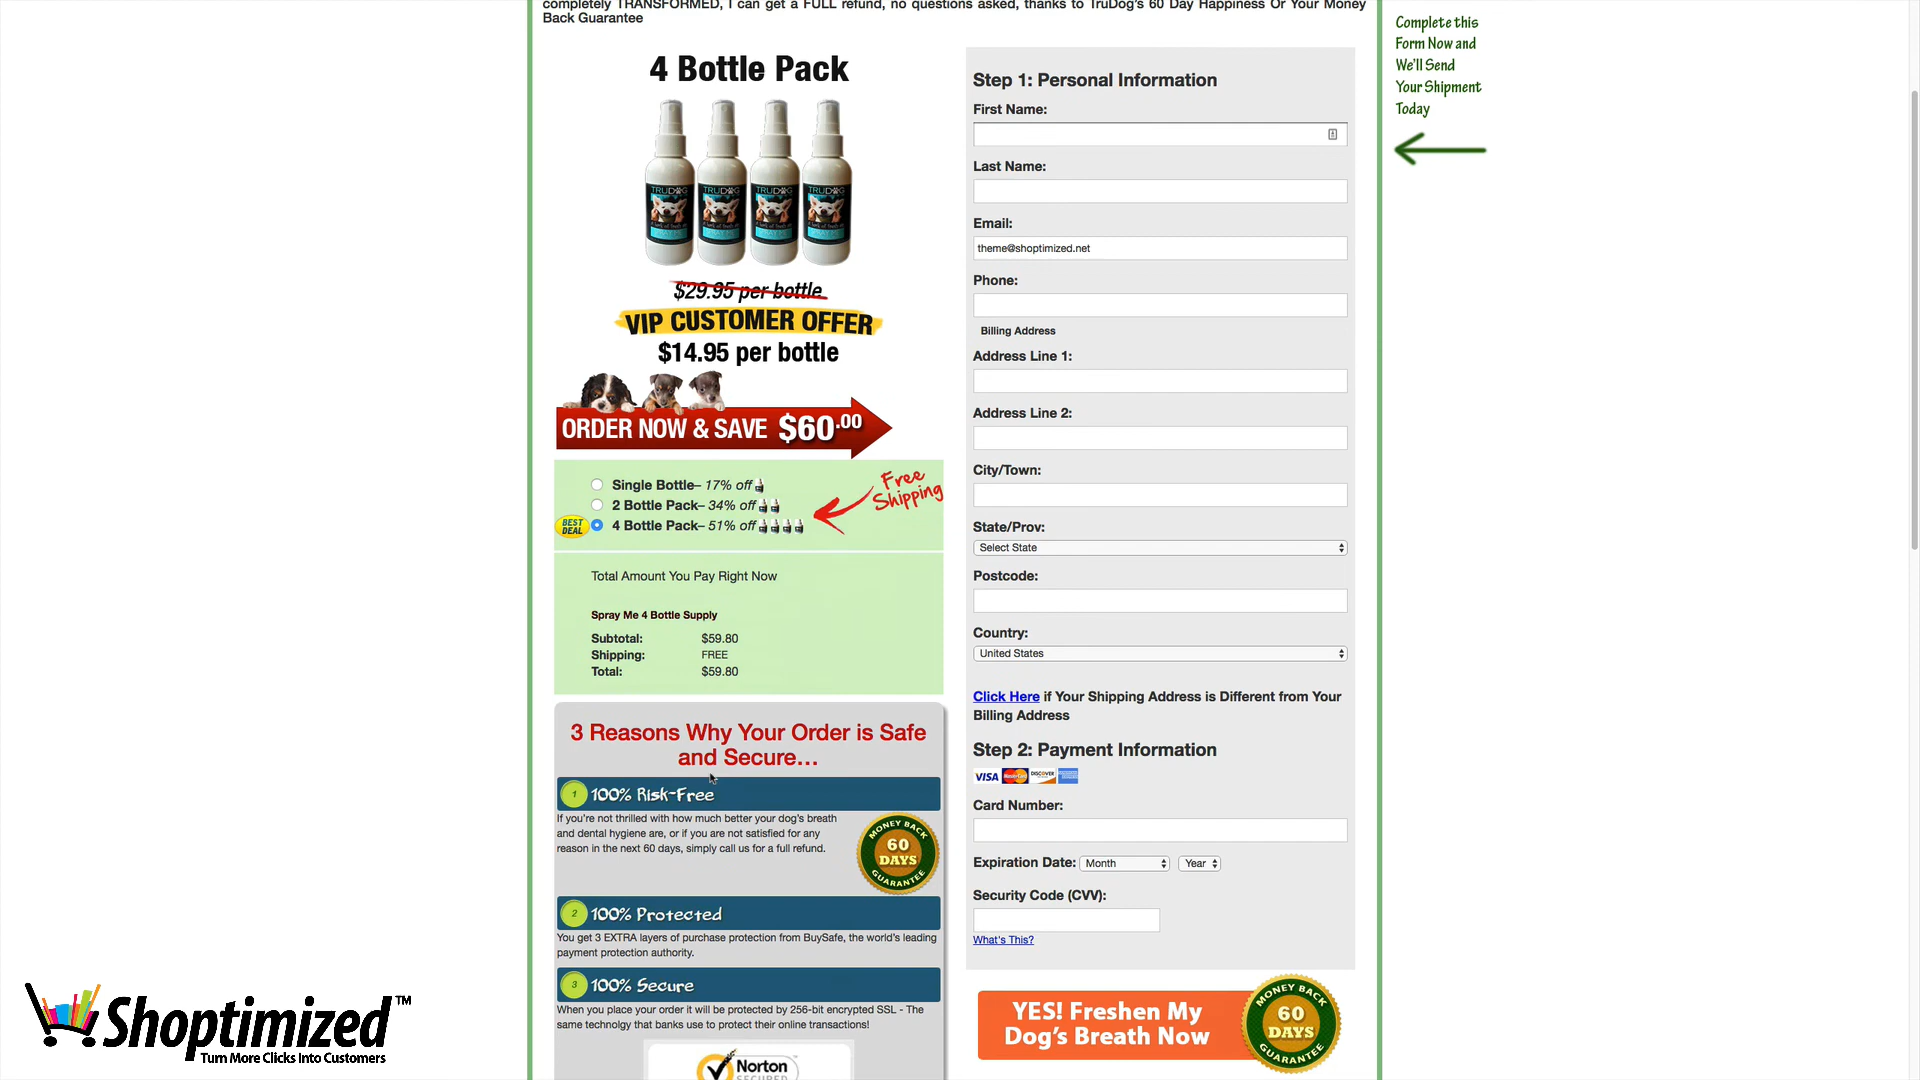 completely TRANSFORMED, I can get a FULL refund, no questions asked, thanks to TruDog's 60 Day Happiness Or Your Money
Back Guarantee
4 Bottle Pack
TRUDOG TRUDOG TRUDOG TRUDOG
$29.95 per bottle
VIP CUSTOMER OFFER
$14.95 per bottle
ORDER NOW & SAVE $60.00
Free
Shipping
Single Bottle– 17% off
2 Bottle Pack– 34% off
BEST
DEAL
4 Bottle Pack– 51% off
Total Amount You Pay Right Now
Spray Me 4 Bottle Supply
Subtotal: $59.80
Shipping: FREE
Total: $59.80
3 Reasons Why Your Order is Safe
and Secure...
1 100% Risk-Free
If you're not thrilled with how much better your dog's breath
and dental hygiene are, or if you are not satisfied for any
reason in the next 60 days, simply call us for a full refund.
MONEY BACK
60
DAYS
GUARANTEE
2 100% Protected
You get 3 EXTRA layers of purchase protection from BuySafe, the world's leading
payment protection authority.
3 100% Secure
When you place your order it will be protected by 256-bit encrypted SSL - The
same technolgy that banks use to protect their online transactions!
Norton
SECURED
Step 1: Personal Information
First Name:
Last Name:
Email:
theme@shoptimized.net
Phone:
Billing Address
Address Line 1:
Address Line 2:
City/Town:
State/Prov:
Select State
Postcode:
Country:
United States
Click Here if Your Shipping Address is Different from Your
Billing Address
Step 2: Payment Information
VISA MasterCard DISCOVER
Card Number:
Expiration Date: Month Year
Security Code (CVV):
What's This?
YES! Freshen My
Dog's Breath Now
MONEY BACK
60
DAYS
GUARANTEE
Complete this
Form Now and
We'll Send
Your Shipment
Today
Shoptimized™
Turn More Clicks Into Customers